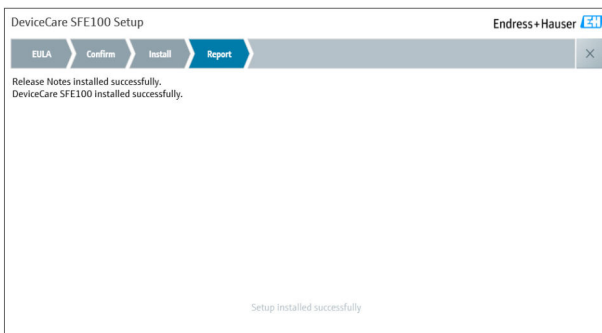 DeviceCare SFE100 Setup
Endress+Hauser EH
EULA
Confirm
Install
Report
Release Notes installed successfully.
DeviceCare SFE100 installed successfully.
Setup installed successfully